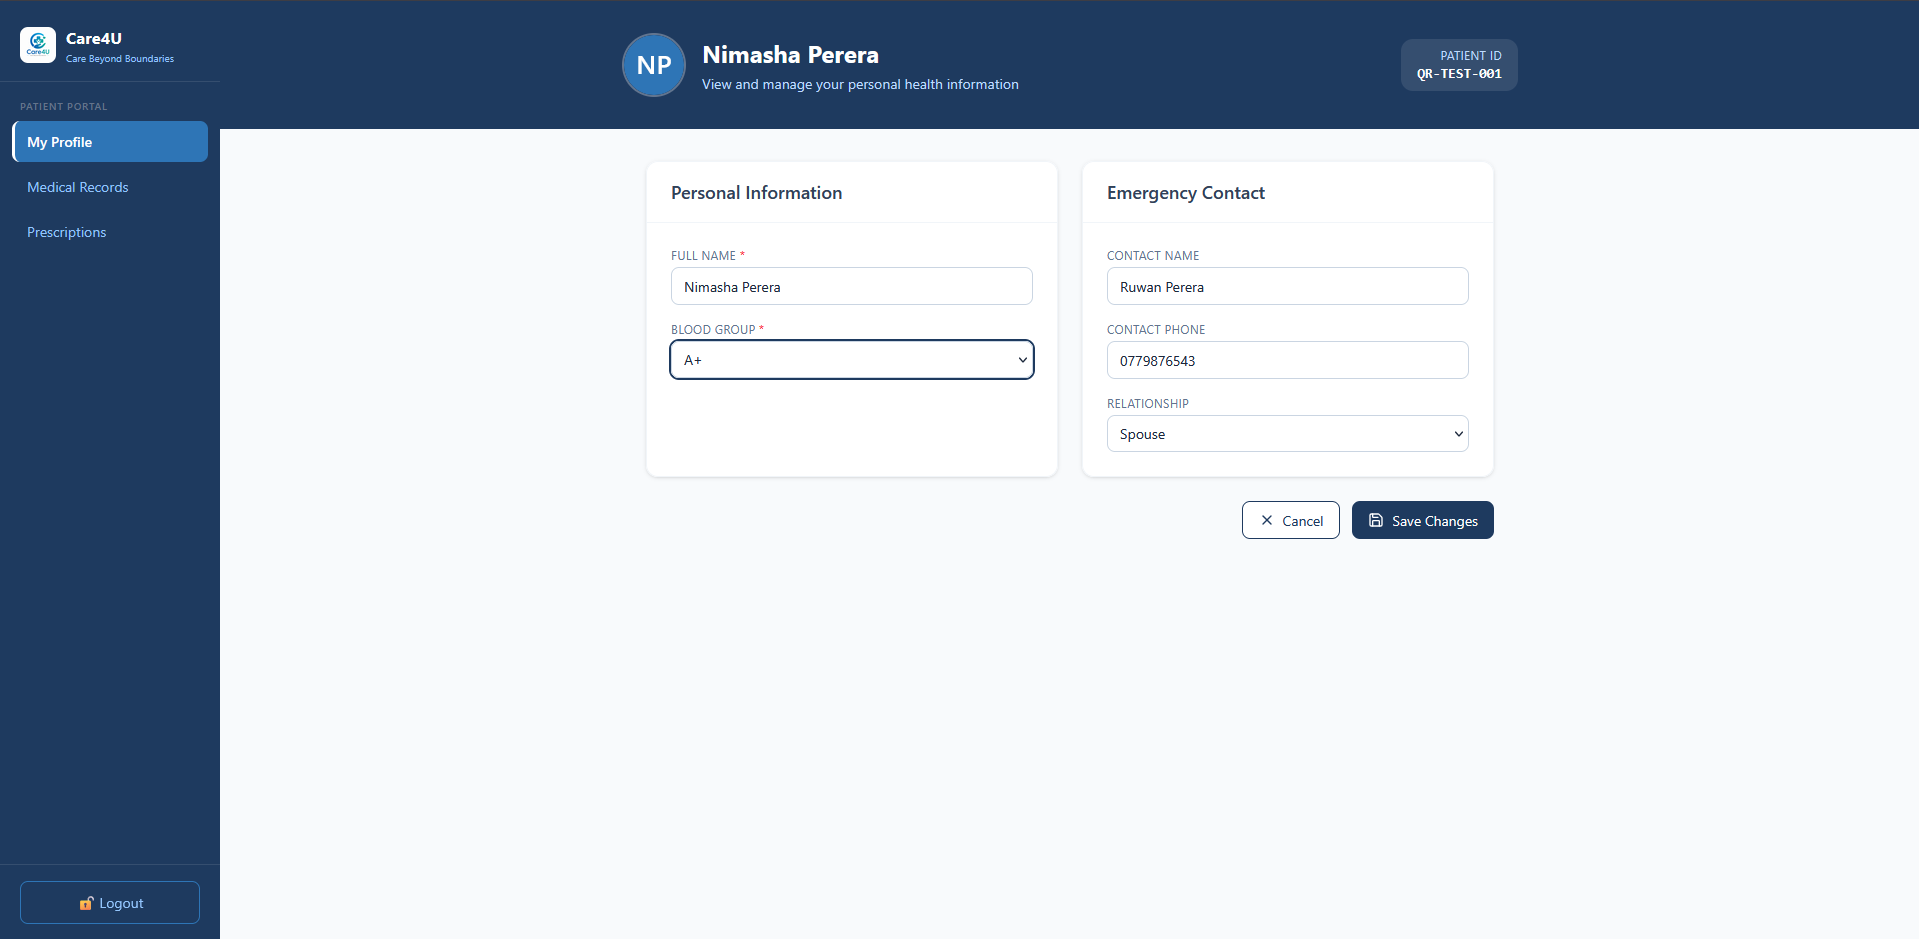 Care4U
Care4U
Care Beyond Boundaries
PATIENT PORTAL
My Profile
Medical Records
Prescriptions
Logout
NP
Nimasha Perera
View and manage your personal health information
PATIENT ID
QR-TEST-001
Personal Information
FULL NAME *
Nimasha Perera
BLOOD GROUP *
A+
Emergency Contact
CONTACT NAME
Ruwan Perera
CONTACT PHONE
0779876543
RELATIONSHIP
Spouse
Cancel
Save Changes